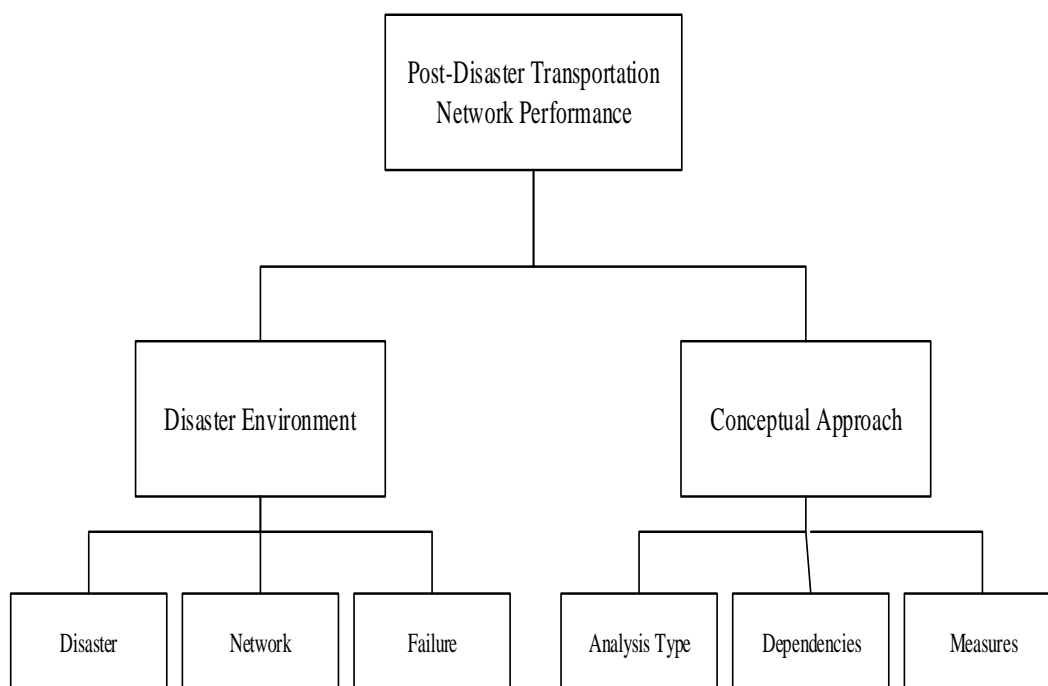 Post-Disaster Transportation
Network Performance
Disaster Environment
Conceptual Approach
Disaster
Network
Failure
Analysis Type
Dependencies
Measures